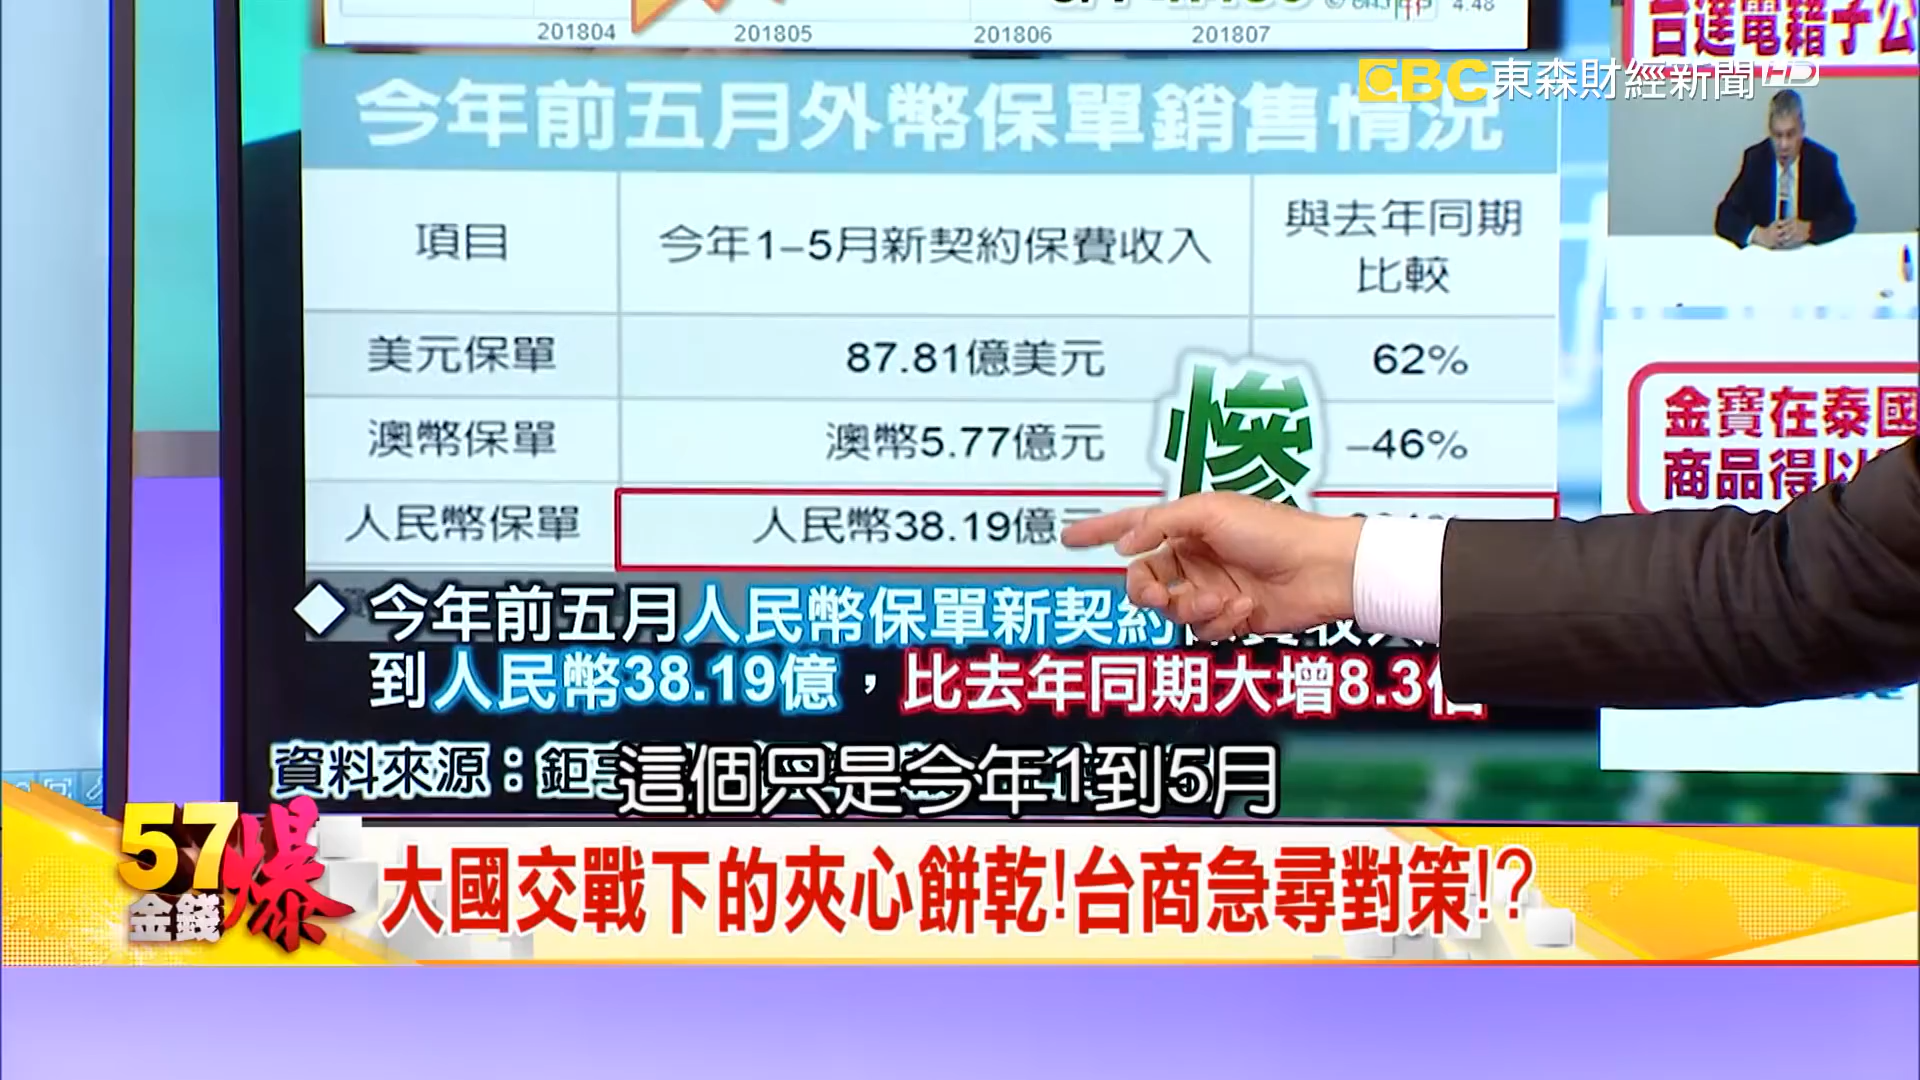 201804 201805 201806 201807
4.48
EBC東森財經新聞HD
今年前五月外幣保單銷售情況
項目 今年1-5月新契約保費收入 與去年同期
比較
美元保單 87.81億美元 62%
澳幣保單 澳幣5.77億元 -46%
人民幣保單 人民幣38.19億元
慘
◆今年前五月人民幣保單新契約
到人民幣38.19億，比去年同期大增8.3倍
資料來源：鉅亨
這個只是今年1到5月
金寶在泰國
商品得以
57金錢爆
大國交戰下的夾心餅乾!台商急尋對策!?